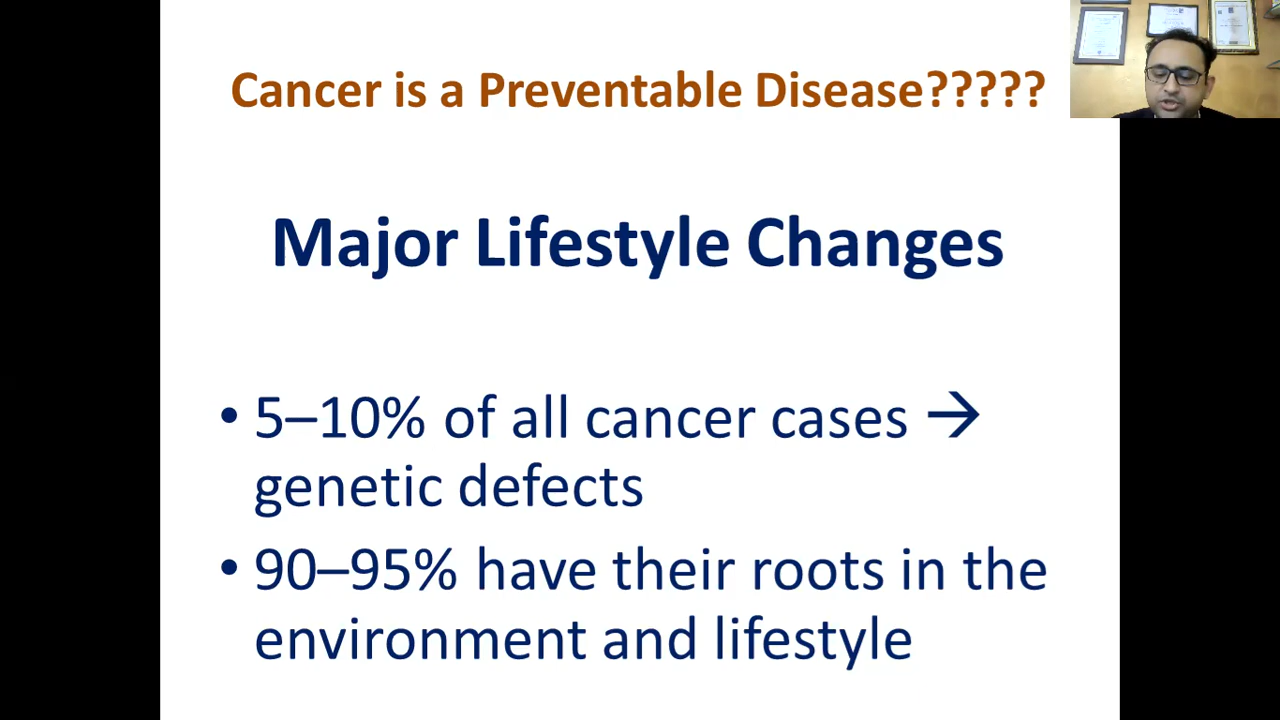 Cancer is a Preventable Disease?????
Major Lifestyle Changes
• 5–10% of all cancer cases →
genetic defects
• 90–95% have their roots in the
environment and lifestyle